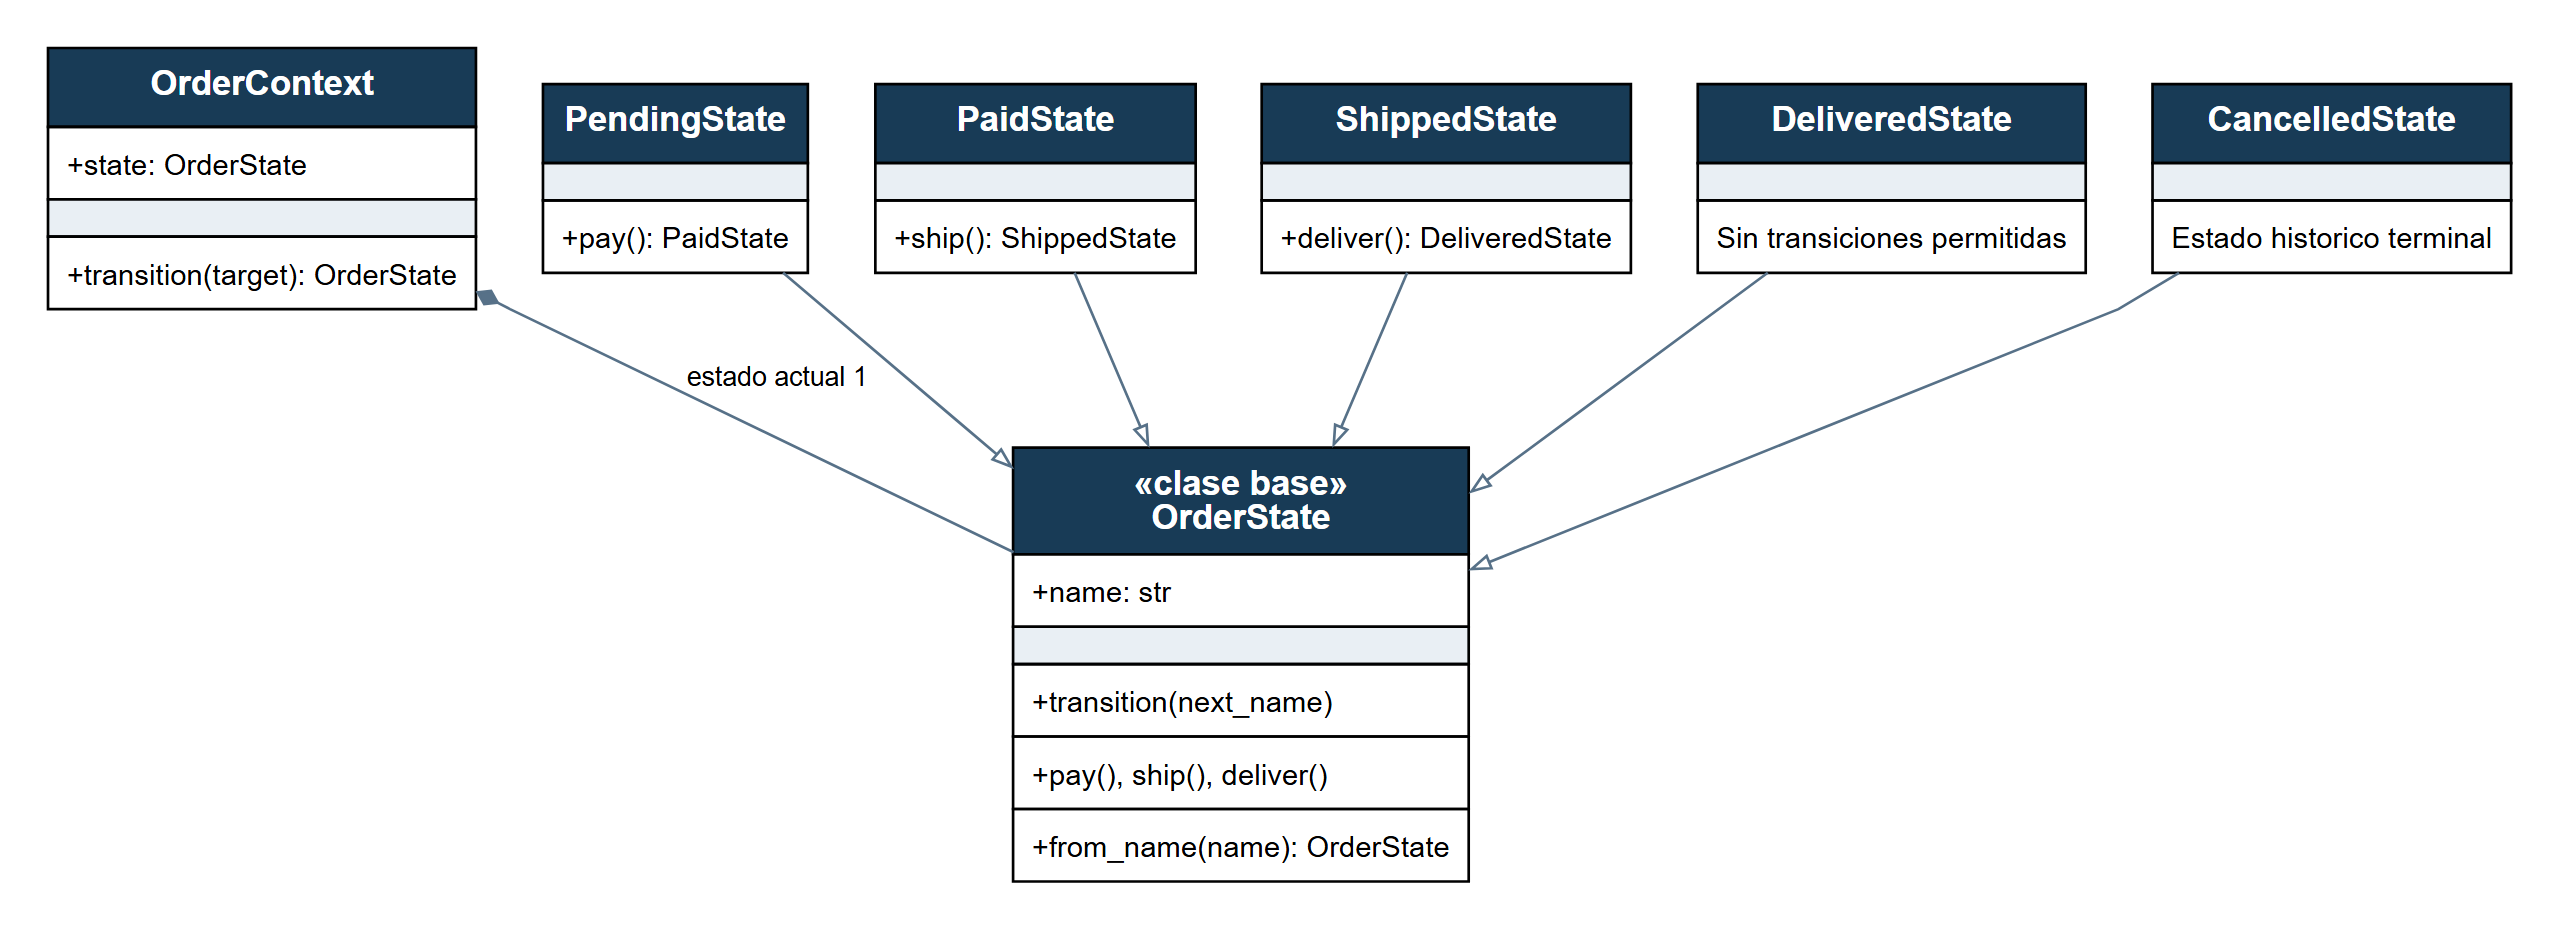 OrderContext
+state: OrderState
+transition(target): OrderState
PendingState
+pay(): PaidState
PaidState
+ship(): ShippedState
ShippedState
+deliver(): DeliveredState
DeliveredState
Sin transiciones permitidas
CancelledState
Estado historico terminal
estado actual 1
«clase base»
OrderState
+name: str
+transition(next_name)
+pay(), ship(), deliver()
+from_name(name): OrderState